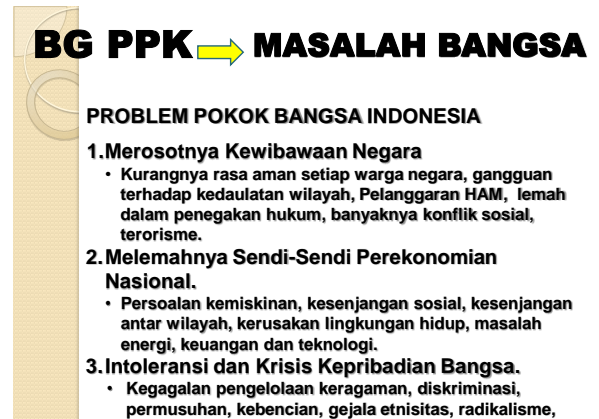 BG PPK MASALAH BANGSA
PROBLEM POKOK BANGSA INDONESIA
1.Merosotnya Kewibawaan Negara
• Kurangnya rasa aman setiap warga negara, gangguan
terhadap kedaulatan wilayah, Pelanggaran HAM, lemah
dalam penegakan hukum, banyaknya konflik sosial,
terorisme.
2.Melemahnya Sendi-Sendi Perekonomian
Nasional.
• Persoalan kemiskinan, kesenjangan sosial, kesenjangan
antar wilayah, kerusakan lingkungan hidup, masalah
energi, keuangan dan teknologi.
3.Intoleransi dan Krisis Kepribadian Bangsa.
• Kegagalan pengelolaan keragaman, diskriminasi,
permusuhan, kebencian, gejala etnisitas, radikalisme,